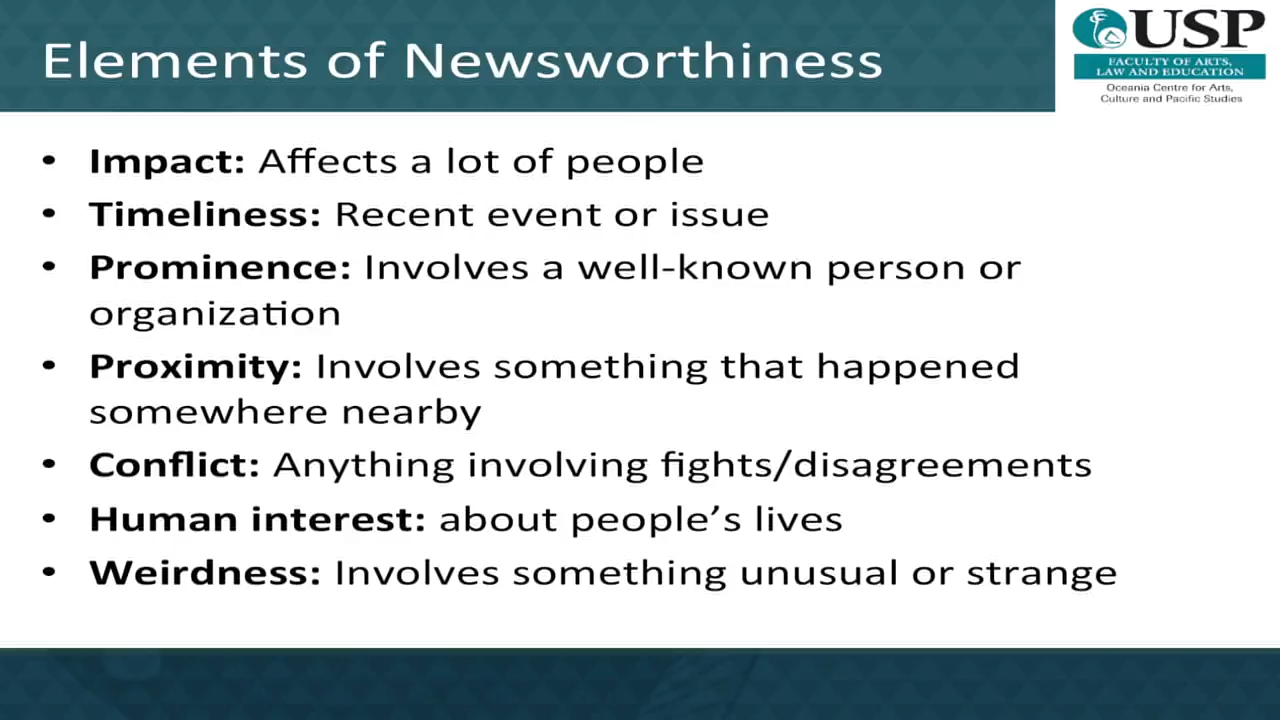 Elements of Newsworthiness
USP
FACULTY OF ARTS,
LAW AND EDUCATION
Oceania Centre for Arts,
Culture and Pacific Studies
• Impact: Affects a lot of people
• Timeliness: Recent event or issue
• Prominence: Involves a well-known person or
organization
• Proximity: Involves something that happened
somewhere nearby
• Conflict: Anything involving fights/disagreements
• Human interest: about people’s lives
• Weirdness: Involves something unusual or strange